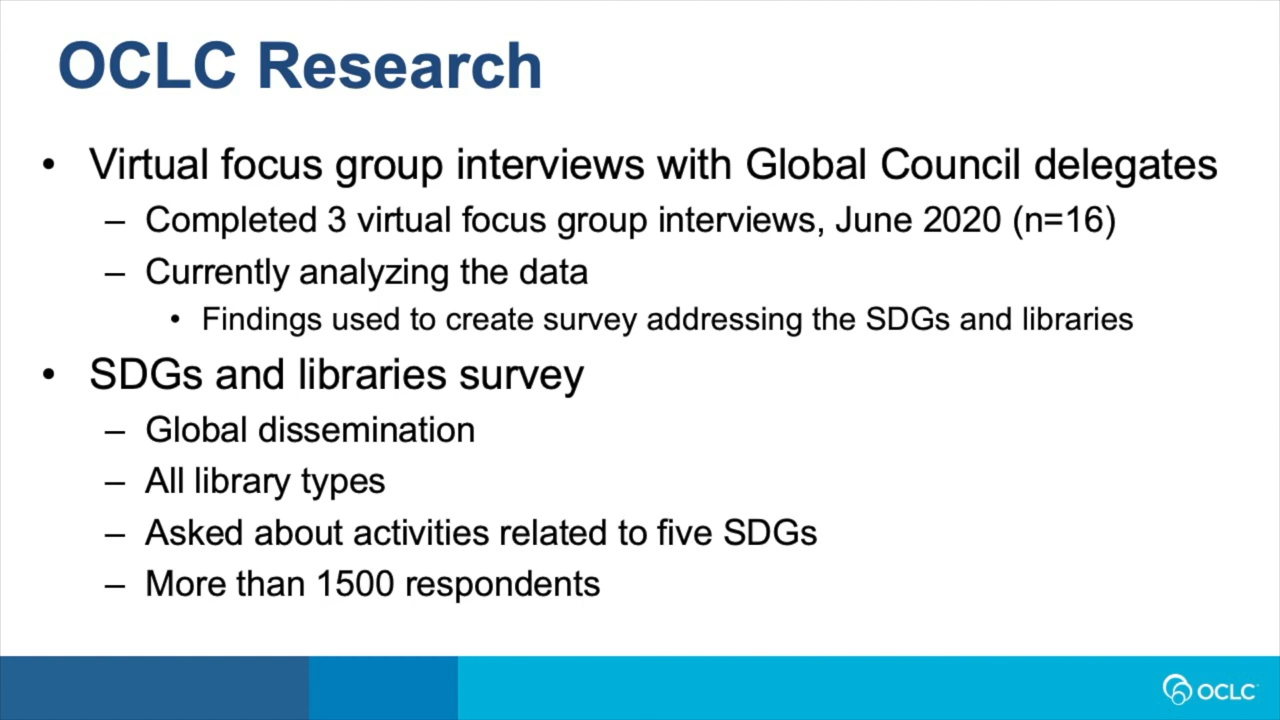 OCLC Research
• Virtual focus group interviews with Global Council delegates
– Completed 3 virtual focus group interviews, June 2020 (n=16)
– Currently analyzing the data
• Findings used to create survey addressing the SDGs and libraries
• SDGs and libraries survey
– Global dissemination
– All library types
– Asked about activities related to five SDGs
– More than 1500 respondents
OCLC